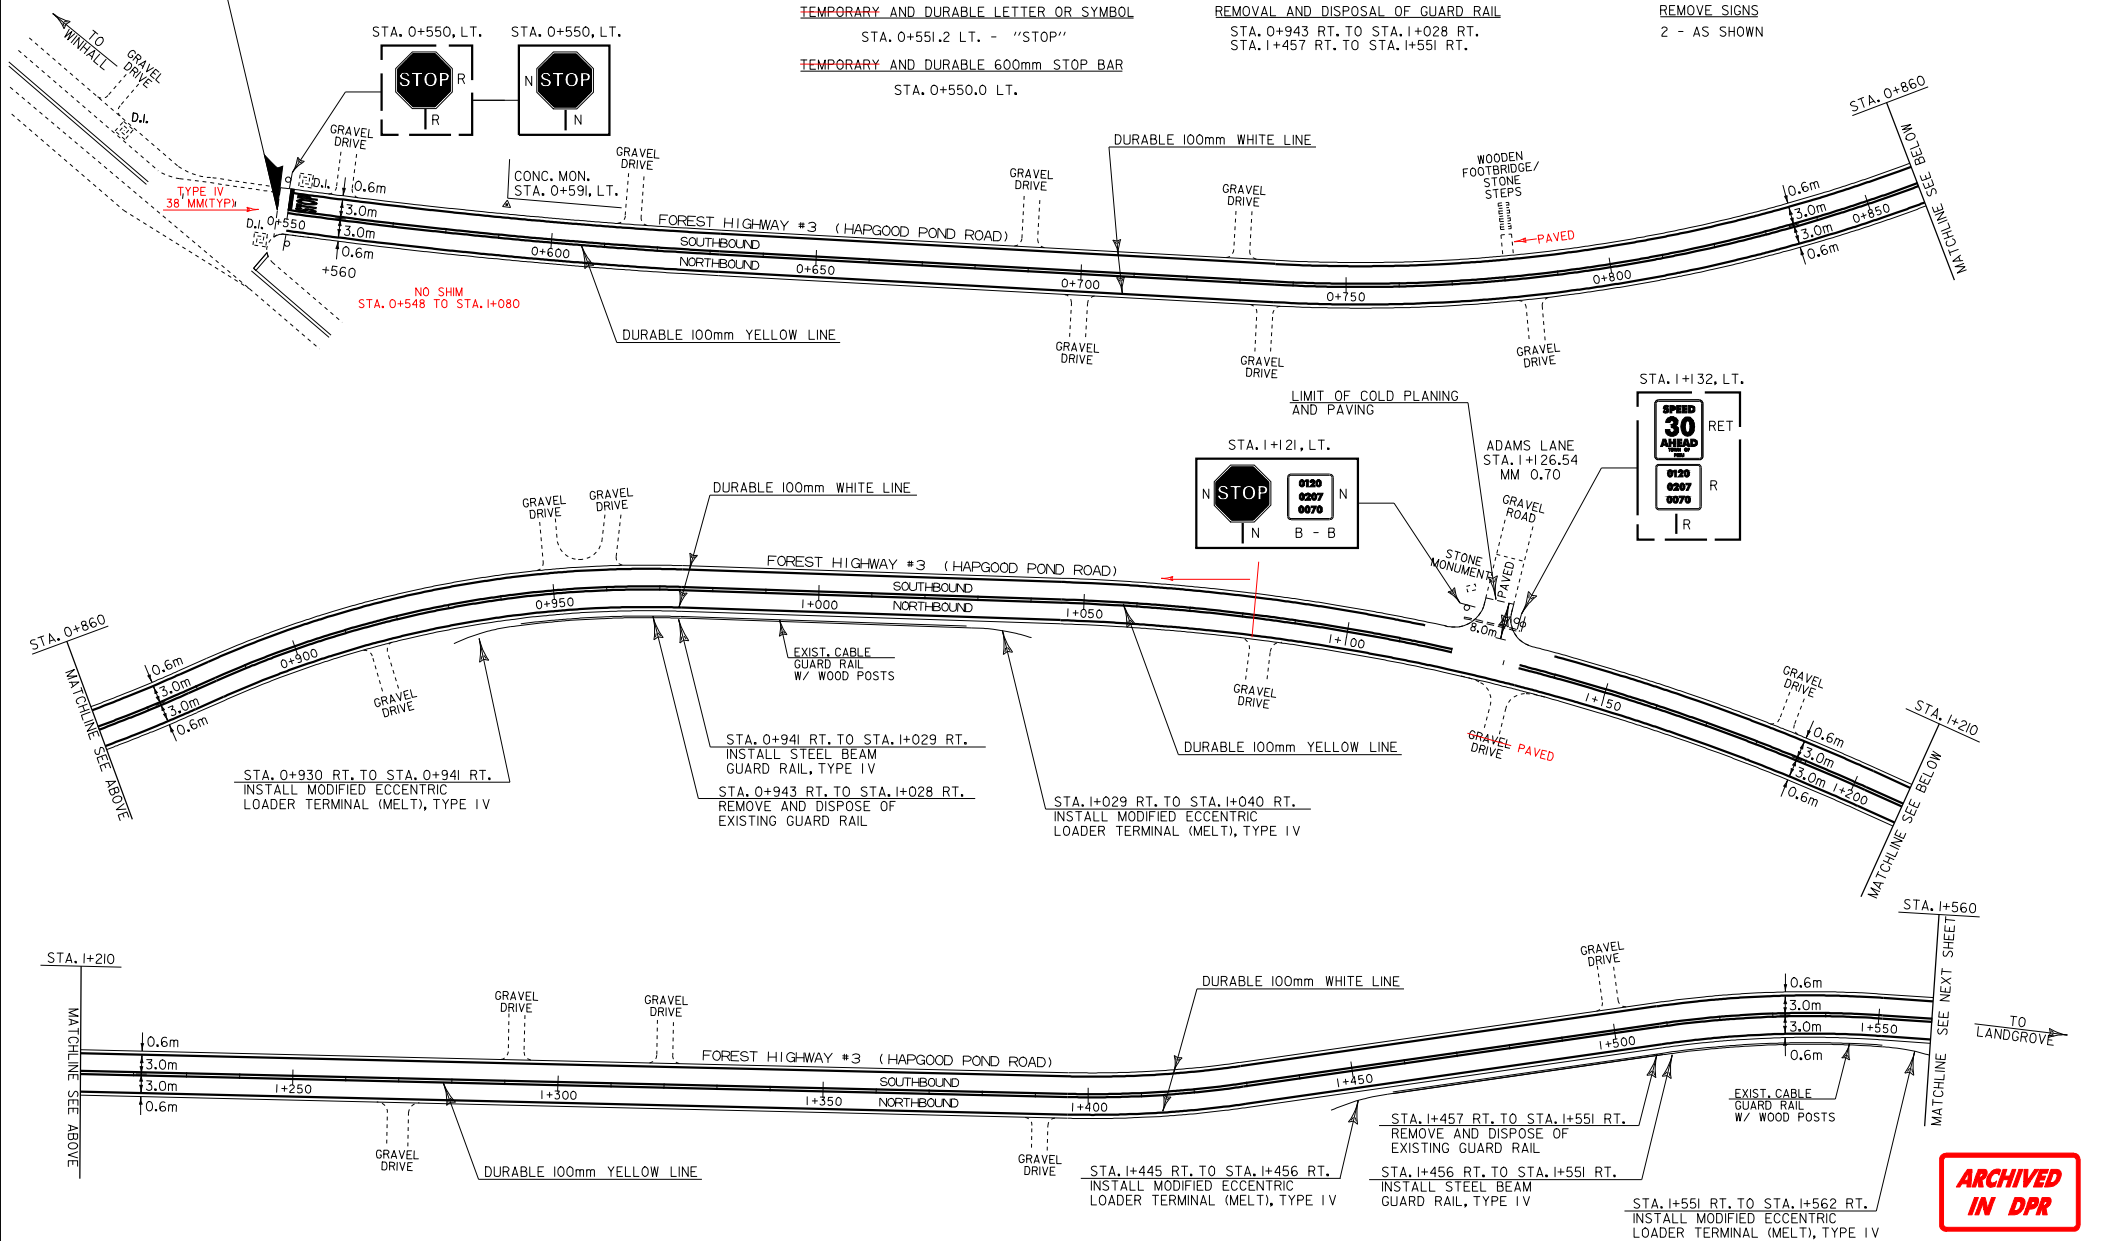 TEMPORARY AND DURABLE LETTER OR SYMBOL
STA. 0+551.2 LT. - "STOP"
TEMPORARY AND DURABLE 600mm STOP BAR
STA. 0+550.0 LT.
REMOVAL AND DISPOSAL OF GUARD RAIL
STA. 0+943 RT. TO STA. 1+028 RT.
STA. 1+457 RT. TO STA. 1+551 RT.
REMOVE SIGNS
2 - AS SHOWN
TO
WINHALL
GRAVEL
DRIVE
D.I.
STA. 0+550, LT.
STOP R
R
STA. 0+550, LT.
N STOP
N
GRAVEL
DRIVE
D.I.
0.6m
3.0m
3.0m
0.6m
TYPE IV
38 MM(TYP)
D.I.
0+550
+560
NO SHIM
STA. 0+548 TO STA. 1+080
CONC. MON.
STA. 0+591, LT.
GRAVEL
DRIVE
FOREST HIGHWAY #3 (HAPGOOD POND ROAD)
SOUTHBOUND
NORTHBOUND
0+600
0+650
0+700
0+750
0+800
0+850
DURABLE 100mm YELLOW LINE
DURABLE 100mm WHITE LINE
GRAVEL
DRIVE
GRAVEL
DRIVE
GRAVEL
DRIVE
GRAVEL
DRIVE
GRAVEL
DRIVE
WOODEN
FOOTBRIDGE/
STONE
STEPS
PAVED
0.6m
3.0m
3.0m
0.6m
STA. 0+860
MATCHLINE SEE BELOW
STA. 0+860
MATCHLINE SEE ABOVE
0.6m
3.0m
3.0m
0.6m
0+900
0+950
1+000
1+050
1+100
1+150
1+200
GRAVEL
DRIVE
GRAVEL
DRIVE
GRAVEL
DRIVE
DURABLE 100mm WHITE LINE
FOREST HIGHWAY #3 (HAPGOOD POND ROAD)
SOUTHBOUND
NORTHBOUND
EXIST. CABLE
GUARD RAIL
W/ WOOD POSTS
STA. 0+930 RT. TO STA. 0+941 RT.
INSTALL MODIFIED ECCENTRIC
LOADER TERMINAL (MELT), TYPE IV
STA. 0+941 RT. TO STA. 1+029 RT.
INSTALL STEEL BEAM
GUARD RAIL, TYPE IV
STA. 0+943 RT. TO STA. 1+028 RT.
REMOVE AND DISPOSE OF
EXISTING GUARD RAIL
STA. 1+029 RT. TO STA. 1+040 RT.
INSTALL MODIFIED ECCENTRIC
LOADER TERMINAL (MELT), TYPE IV
DURABLE 100mm YELLOW LINE
GRAVEL
DRIVE
LIMIT OF COLD PLANING
AND PAVING
STA. 1+121, LT.
N STOP
N
0120
0207
0070
N
B - B
ADAMS LANE
STA. 1+126.54
MM 0.70
GRAVEL
ROAD
STONE
MONUMENT
PAVED
8.0m
STA. 1+132, LT.
SPEED
30
AHEAD
TOWN OF
PERU
RET
0120
0207
0070
R
R
GRAVEL
DRIVE
PAVED
GRAVEL
DRIVE
0.6m
3.0m
3.0m
0.6m
STA. 1+210
MATCHLINE SEE BELOW
STA. 1+210
MATCHLINE SEE ABOVE
0.6m
3.0m
3.0m
0.6m
1+250
1+300
1+350
1+400
1+450
1+500
1+550
GRAVEL
DRIVE
GRAVEL
DRIVE
GRAVEL
DRIVE
GRAVEL
DRIVE
GRAVEL
DRIVE
FOREST HIGHWAY #3 (HAPGOOD POND ROAD)
SOUTHBOUND
NORTHBOUND
DURABLE 100mm YELLOW LINE
DURABLE 100mm WHITE LINE
STA. 1+445 RT. TO STA. 1+456 RT.
INSTALL MODIFIED ECCENTRIC
LOADER TERMINAL (MELT), TYPE IV
STA. 1+457 RT. TO STA. 1+551 RT.
REMOVE AND DISPOSE OF
EXISTING GUARD RAIL
STA. 1+456 RT. TO STA. 1+551 RT.
INSTALL STEEL BEAM
GUARD RAIL, TYPE IV
STA. 1+551 RT. TO STA. 1+562 RT.
INSTALL MODIFIED ECCENTRIC
LOADER TERMINAL (MELT), TYPE IV
EXIST. CABLE
GUARD RAIL
W/ WOOD POSTS
0.6m
3.0m
3.0m
0.6m
STA. 1+560
MATCHLINE SEE NEXT SHEET
TO
LANDGROVE
ARCHIVED
IN DPR